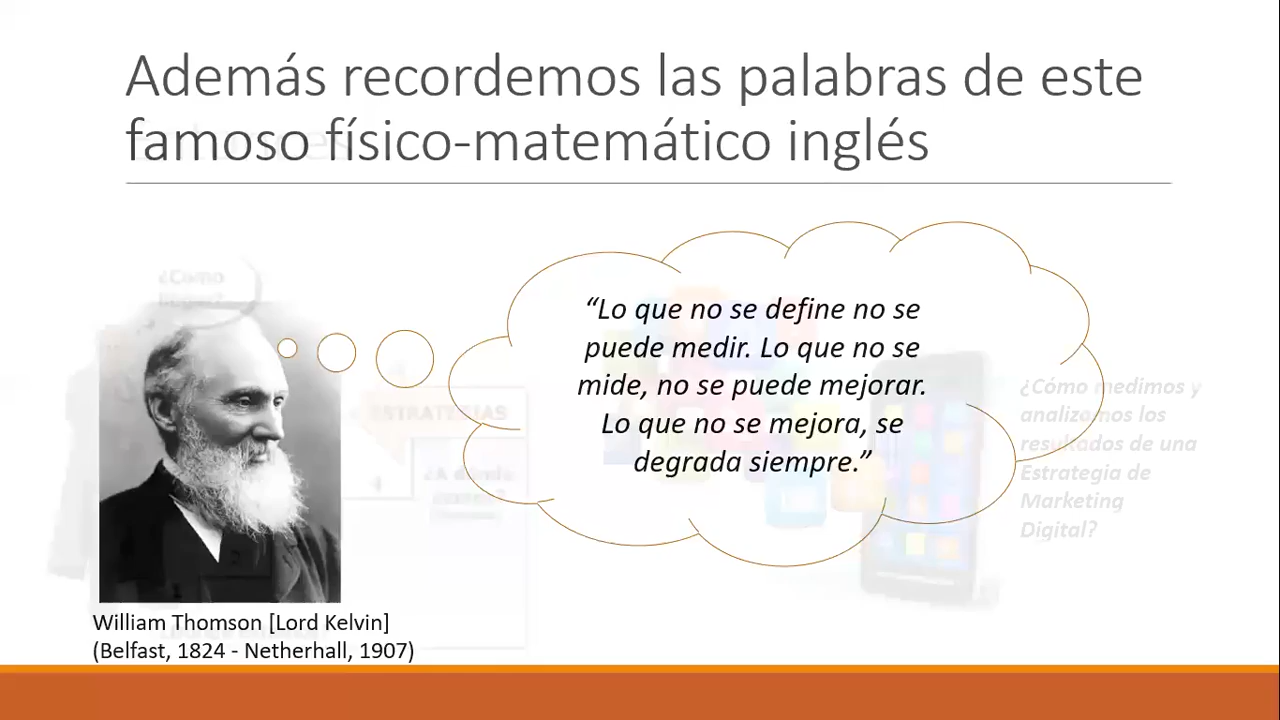 Además recordemos las palabras de este
famoso físico-matemático inglés
“Lo que no se define no se
puede medir. Lo que no se
mide, no se puede mejorar.
Lo que no se mejora, se
degrada siempre.”
¿Cómo
ESTRATEGIAS
¿A dónde
¿Cómo medimos y
analizamos los
resultados de una
Estrategia de
Marketing
Digital?
William Thomson [Lord Kelvin]
(Belfast, 1824 - Netherhall, 1907)